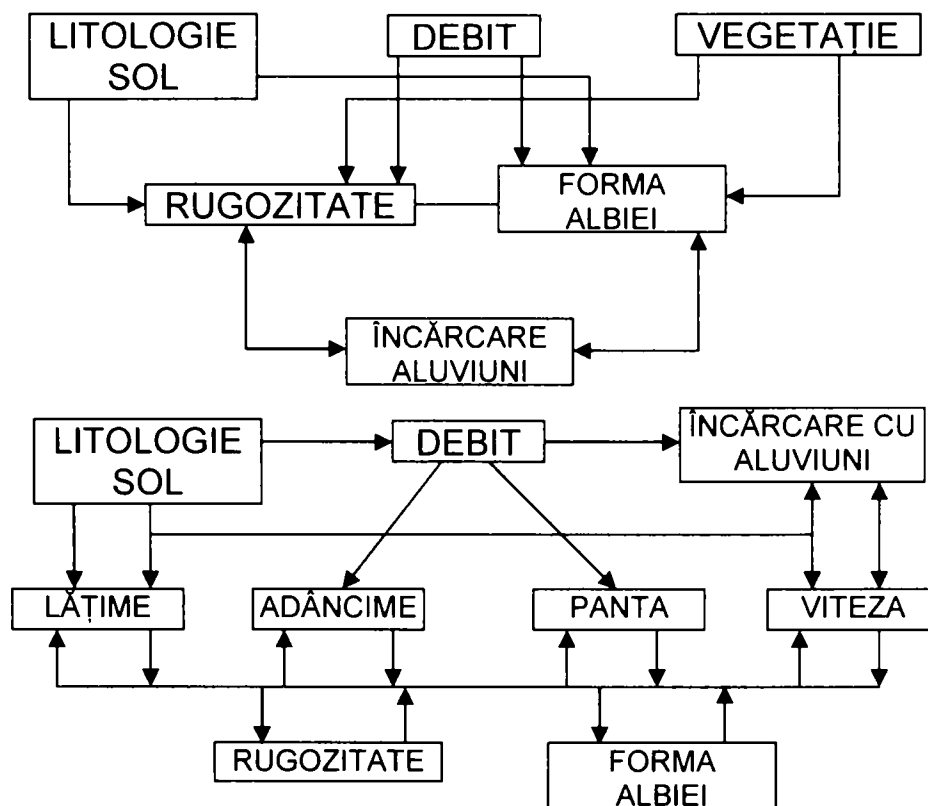 LITOLOGIE
SOL
DEBIT
VEGETAȚIE
RUGOZITATE
FORMA
ALBIEI
ÎNCĂRCARE
ALUVIUNI
LITOLOGIE
SOL
DEBIT
ÎNCĂRCARE CU
ALUVIUNI
LĂȚIME
ADÂNCIME
PANTA
VITEZA
RUGOZITATE
FORMA
ALBIEI